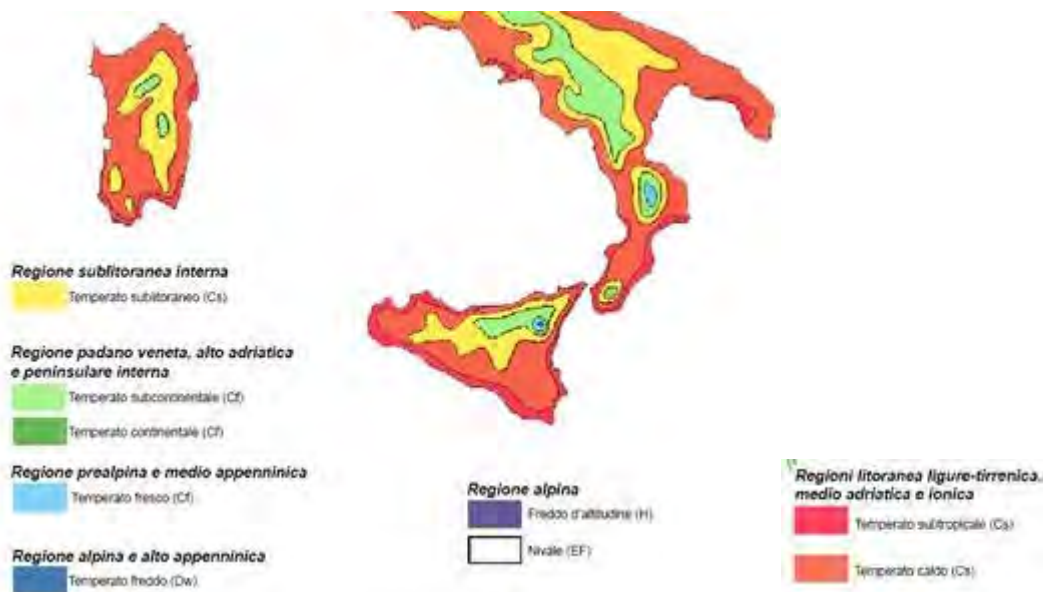 Regione sublitoranea interna
Temperato sublitoraneo (Cs)
Regione padano veneta, alto adriatica
e peninsulare interna
Temperato subcontinentale (Cf)
Temperato continentale (Cf)
Regione prealpina e medio appenninica
Temperato fresco (Cf)
Regione alpina e alto appenninica
Temperato freddo (Dw)
Regione alpina
Freddo d'altitudine (H)
Nivale (EF)
Regioni litoranea ligure-tirrenica,
medio adriatica e ionica
Temperato subtropicale (Cs)
Temperato caldo (Cs)